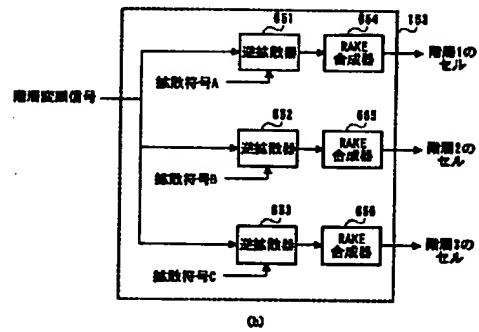 651
654
153
逆拡散器
RAKE
合成器
階層1の
セル
拡散符号A
階層変調信号
652
655
逆拡散器
RAKE
合成器
階層2の
セル
拡散符号B
653
656
逆拡散器
RAKE
合成器
階層3の
セル
拡散符号C
(b)